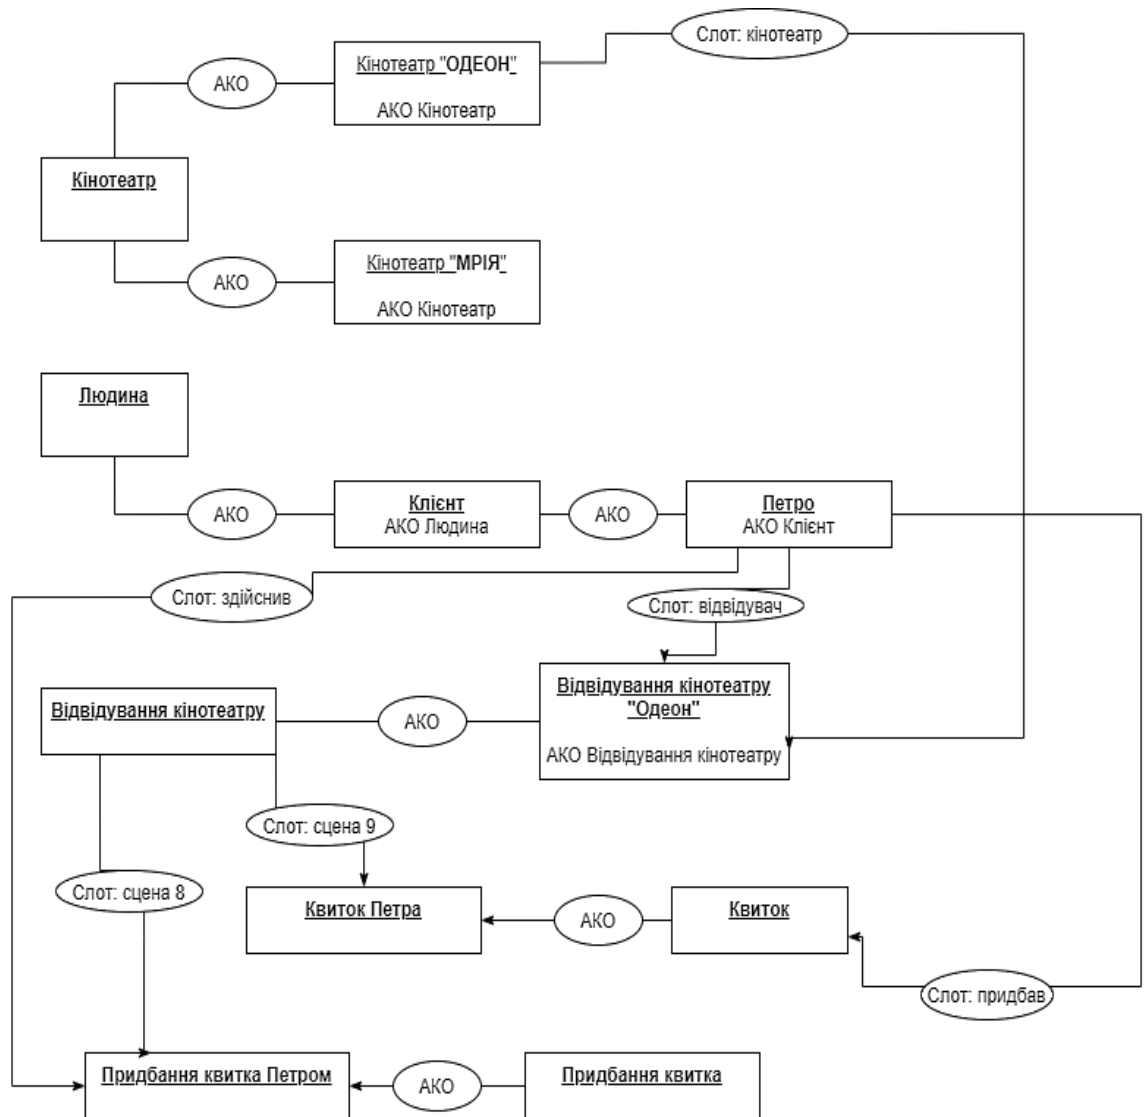 Слот: кінотеатр
Кінотеатр "ОДЕОН"
АКО Кінотеатр
АКО
Кінотеатр
АКО
Кінотеатр "МРІЯ"
АКО Кінотеатр
Людина
АКО
Клієнт
АКО Людина
АКО
Петро
АКО Клієнт
Слот: здійснив
Слот: відвідувач
Відвідування кінотеатру
АКО
Відвідування кінотеатру
"Одеон"
АКО Відвідування кінотеатру
Слот: сцена 9
Слот: сцена 8
Квиток Петра
АКО
Квиток
Слот: придбав
Придбання квитка Петром
АКО
Придбання квитка